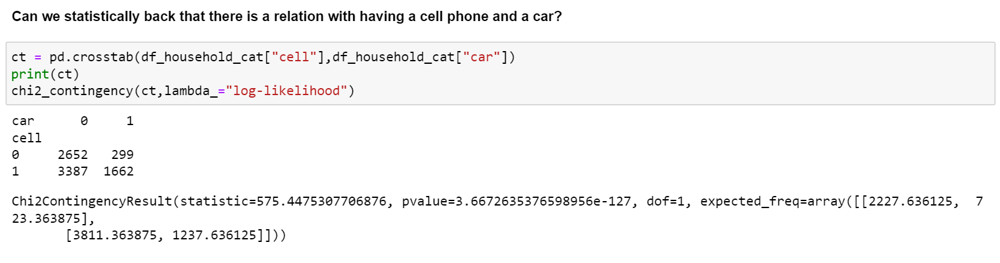 Can we statistically back that there is a relation with having a cell phone and a car?
ct = pd.crosstab(df_household_cat["cell"],df_household_cat["car"])
print(ct)
chi2_contingency(ct,lambda_="log-likelihood")
car 0 1
cell
0 2652 299
1 3387 1662
Chi2ContingencyResult(statistic=575.4475307706876, pvalue=3.6672635376598956e-127, dof=1, expected_freq=array([[2227.636125, 7
23.363875],
[3811.363875, 1237.636125]]))